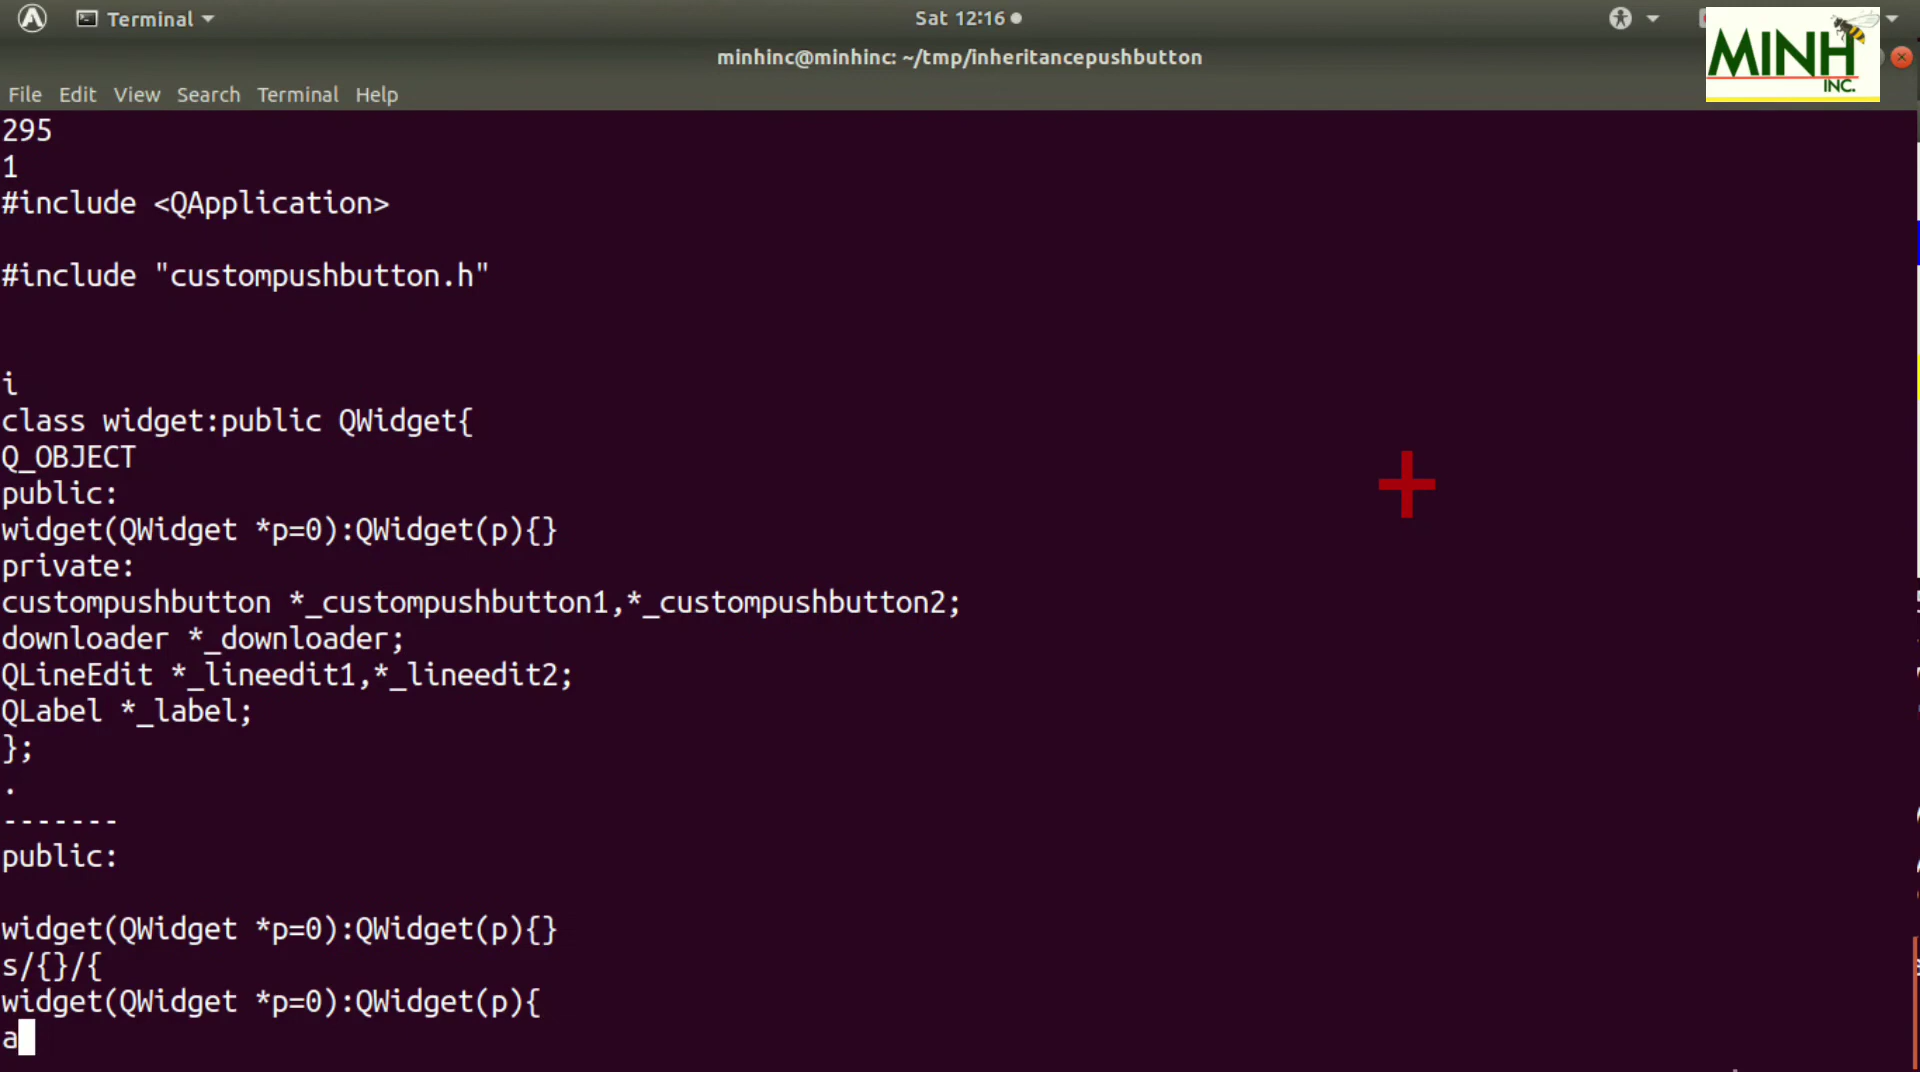 Terminal
Sat 12:16
minhinc@minhinc: ~/tmp/inheritancepushbutton
MINH
INC.
File Edit View Search Terminal Help
295
1
#include <QApplication>
#include "custompushbutton.h"
i
class widget:public QWidget{
Q_OBJECT
public:
widget(QWidget *p=0):QWidget(p){}
private:
custompushbutton *_custompushbutton1,*_custompushbutton2;
downloader *_downloader;
QLineEdit *_lineedit1,*_lineedit2;
QLabel *_label;
};
.
-------
public:
widget(QWidget *p=0):QWidget(p){}
s/{}/{
widget(QWidget *p=0):QWidget(p){
a